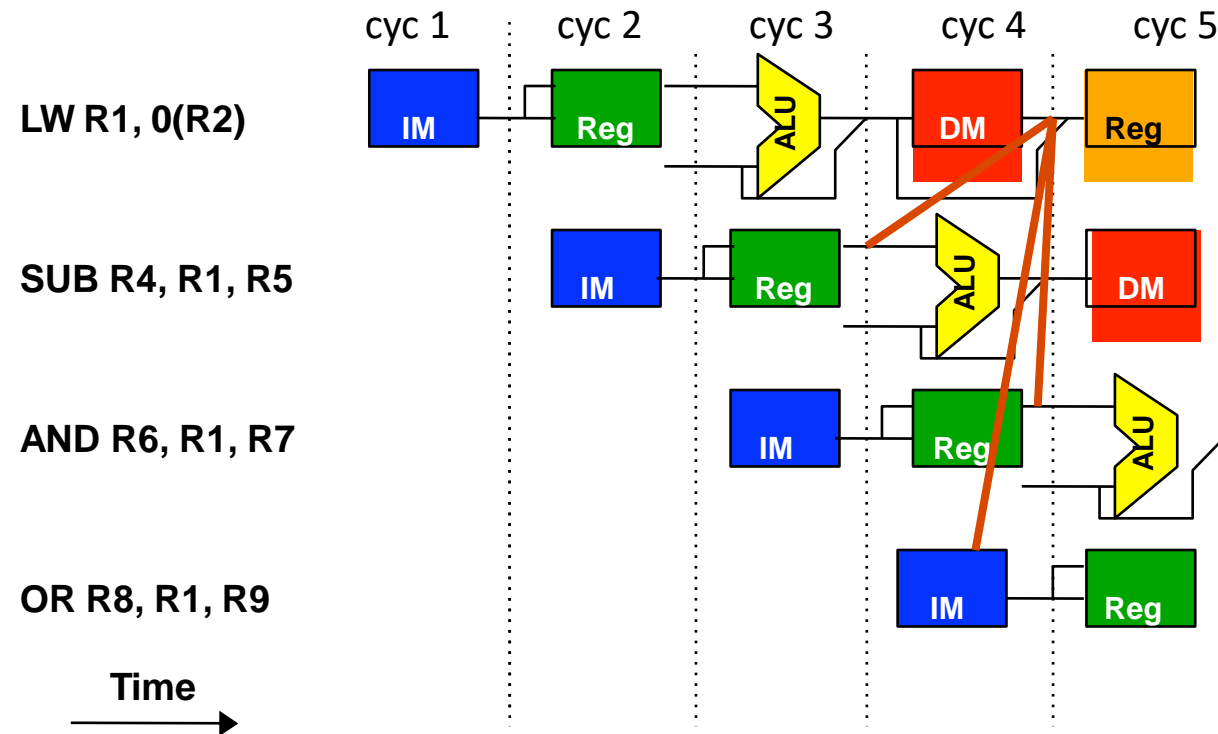 cyc 1 cyc 2 cyc 3 cyc 4 cyc 5
LW R1, 0(R2) IM Reg ALU DM Reg
SUB R4, R1, R5 IM Reg ALU DM
AND R6, R1, R7 IM Reg ALU
OR R8, R1, R9 IM Reg
Time